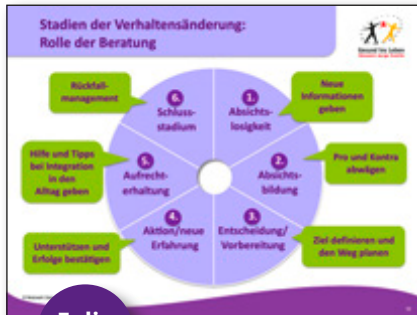 Stadien der Verhaltensänderung:
Rolle der Beratung
Gesund ins Leben
1.
Absichts-
losigkeit
Neue
Informationen
geben
2.
Absichts-
bildung
Pro und Kontra
abwägen
3.
Entscheidung/
Vorbereitung
Ziel definieren und
den Weg planen
4.
Aktion/neue
Erfahrung
Unterstützen und
Erfolge bestätigen
5.
Aufrecht-
erhaltung
Hilfe und Tipps
bei Integration
in den
Alltag geben
6.
Schluss-
stadium
Rückfall-
management